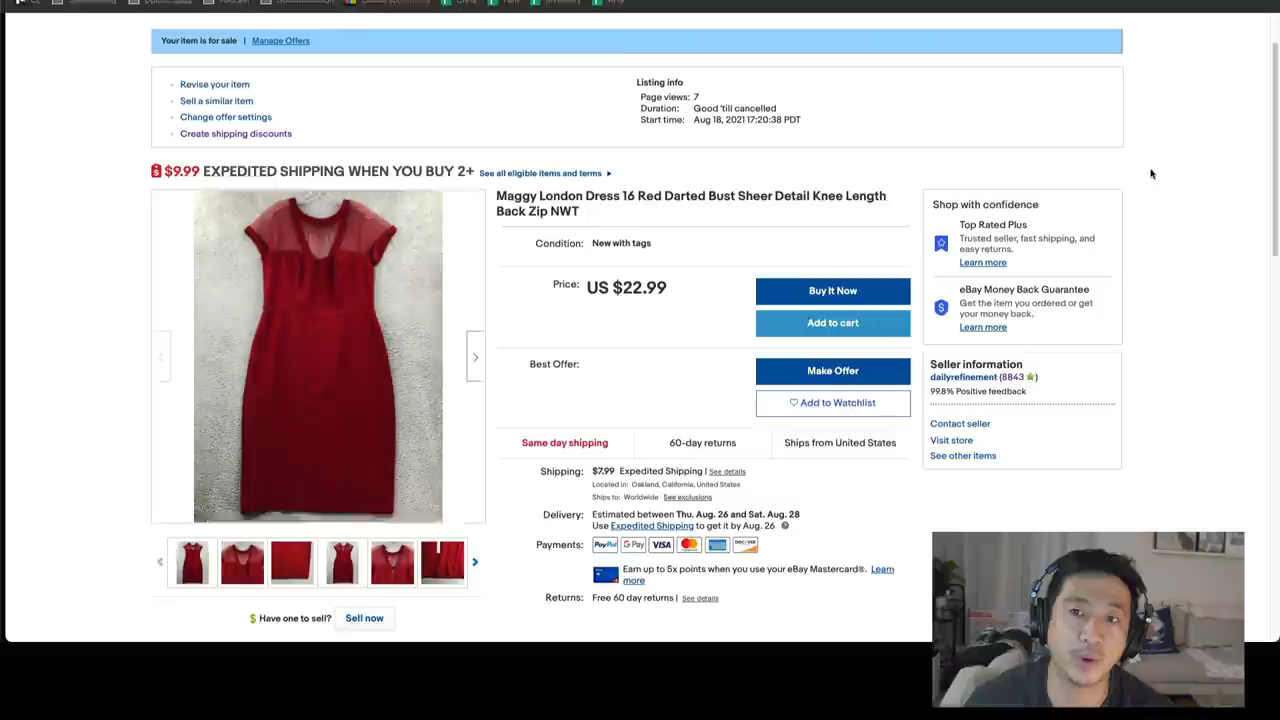 Your item is for sale | Manage Offers
Revise your item
Sell a similar item
Change offer settings
Create shipping discounts
Listing info
Page views: 7
Duration: Good 'till cancelled
Start time: Aug 18, 2021 17:20:38 PDT
$9.99 EXPEDITED SHIPPING WHEN YOU BUY 2+ See all eligible items and terms
Maggy London Dress 16 Red Darted Bust Sheer Detail Knee Length
Back Zip NWT
Condition: New with tags
Price: US $22.99
Buy It Now
Add to cart
Best Offer:
Make Offer
Add to Watchlist
Same day shipping
60-day returns
Ships from United States
Shipping: $7.99 Expedited Shipping | See details
Located in: Oakland, California, United States
Ships to: Worldwide See exclusions
Delivery: Estimated between Thu. Aug. 26 and Sat. Aug. 28
Use Expedited Shipping to get it by Aug. 26
Payments: PayPal G Pay VISA
Earn up to 5x points when you use your eBay Mastercard®. Learn
more
Returns: Free 60 day returns | See details
$ Have one to sell? Sell now
Shop with confidence
Top Rated Plus
Trusted seller, fast shipping, and
easy returns.
Learn more
eBay Money Back Guarantee
Get the item you ordered or get
your money back.
Learn more
Seller information
dailyrefinement (8843)
99.8% Positive feedback
Contact seller
Visit store
See other items